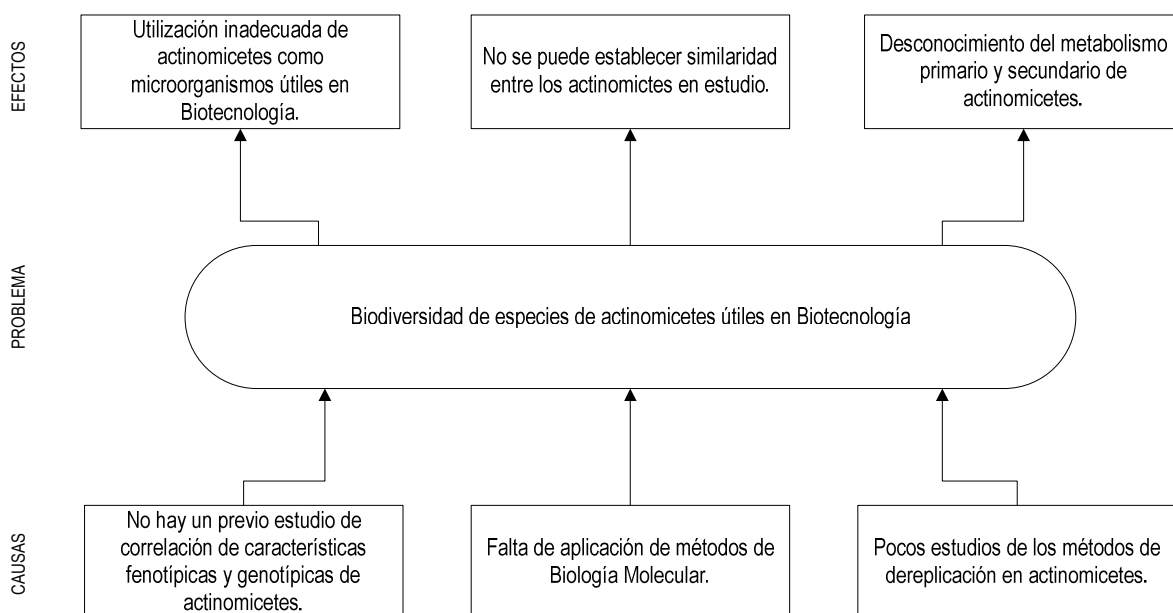 EFECTOS
Utilización inadecuada de
actinomicetes como
microorganismos útiles en
Biotecnología.
No se puede establecer similaridad
entre los actinomictes en estudio.
Desconocimiento del metabolismo
primario y secundario de
actinomicetes.
PROBLEMA
Biodiversidad de especies de actinomicetes útiles en Biotecnología
CAUSAS
No hay un previo estudio de
correlación de características
fenotípicas y genotípicas de
actinomicetes.
Falta de aplicación de métodos de
Biología Molecular.
Pocos estudios de los métodos de
dereplicación en actinomicetes.